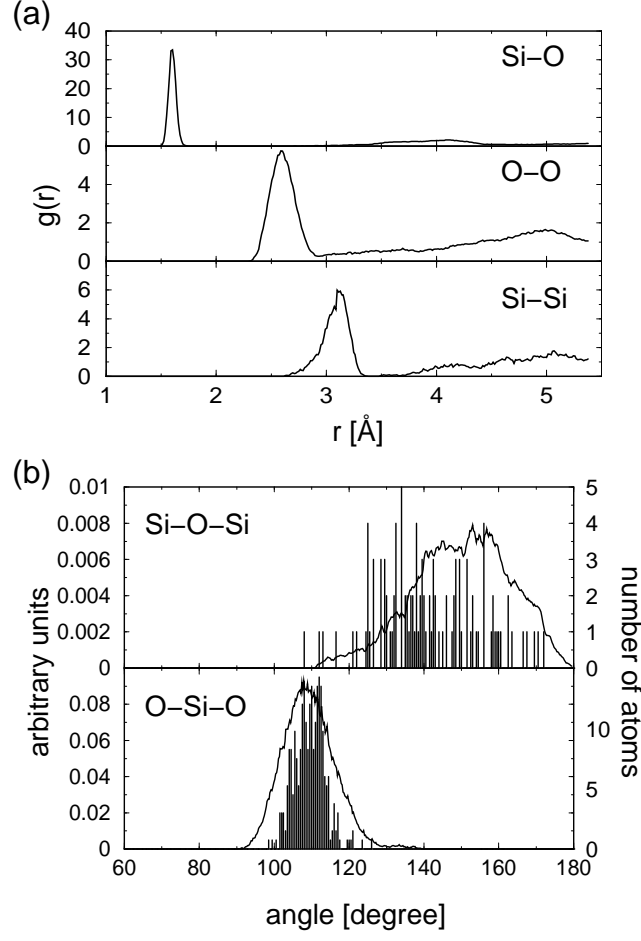 (a)
40
30
20
10
0
Si–O
4
2
0
O–O
g(r)
6
4
2
0
Si–Si
1 2 3 4 5
r [Å]
(b)
0.01
0.008
0.006
0.004
0.002
Si–O–Si
5
4
3
2
1
0
0.08
0.06
0.04
0.02
0
O–Si–O
10
5
0
arbitrary units
number of atoms
60 80 100 120 140 160 180
angle [degree]